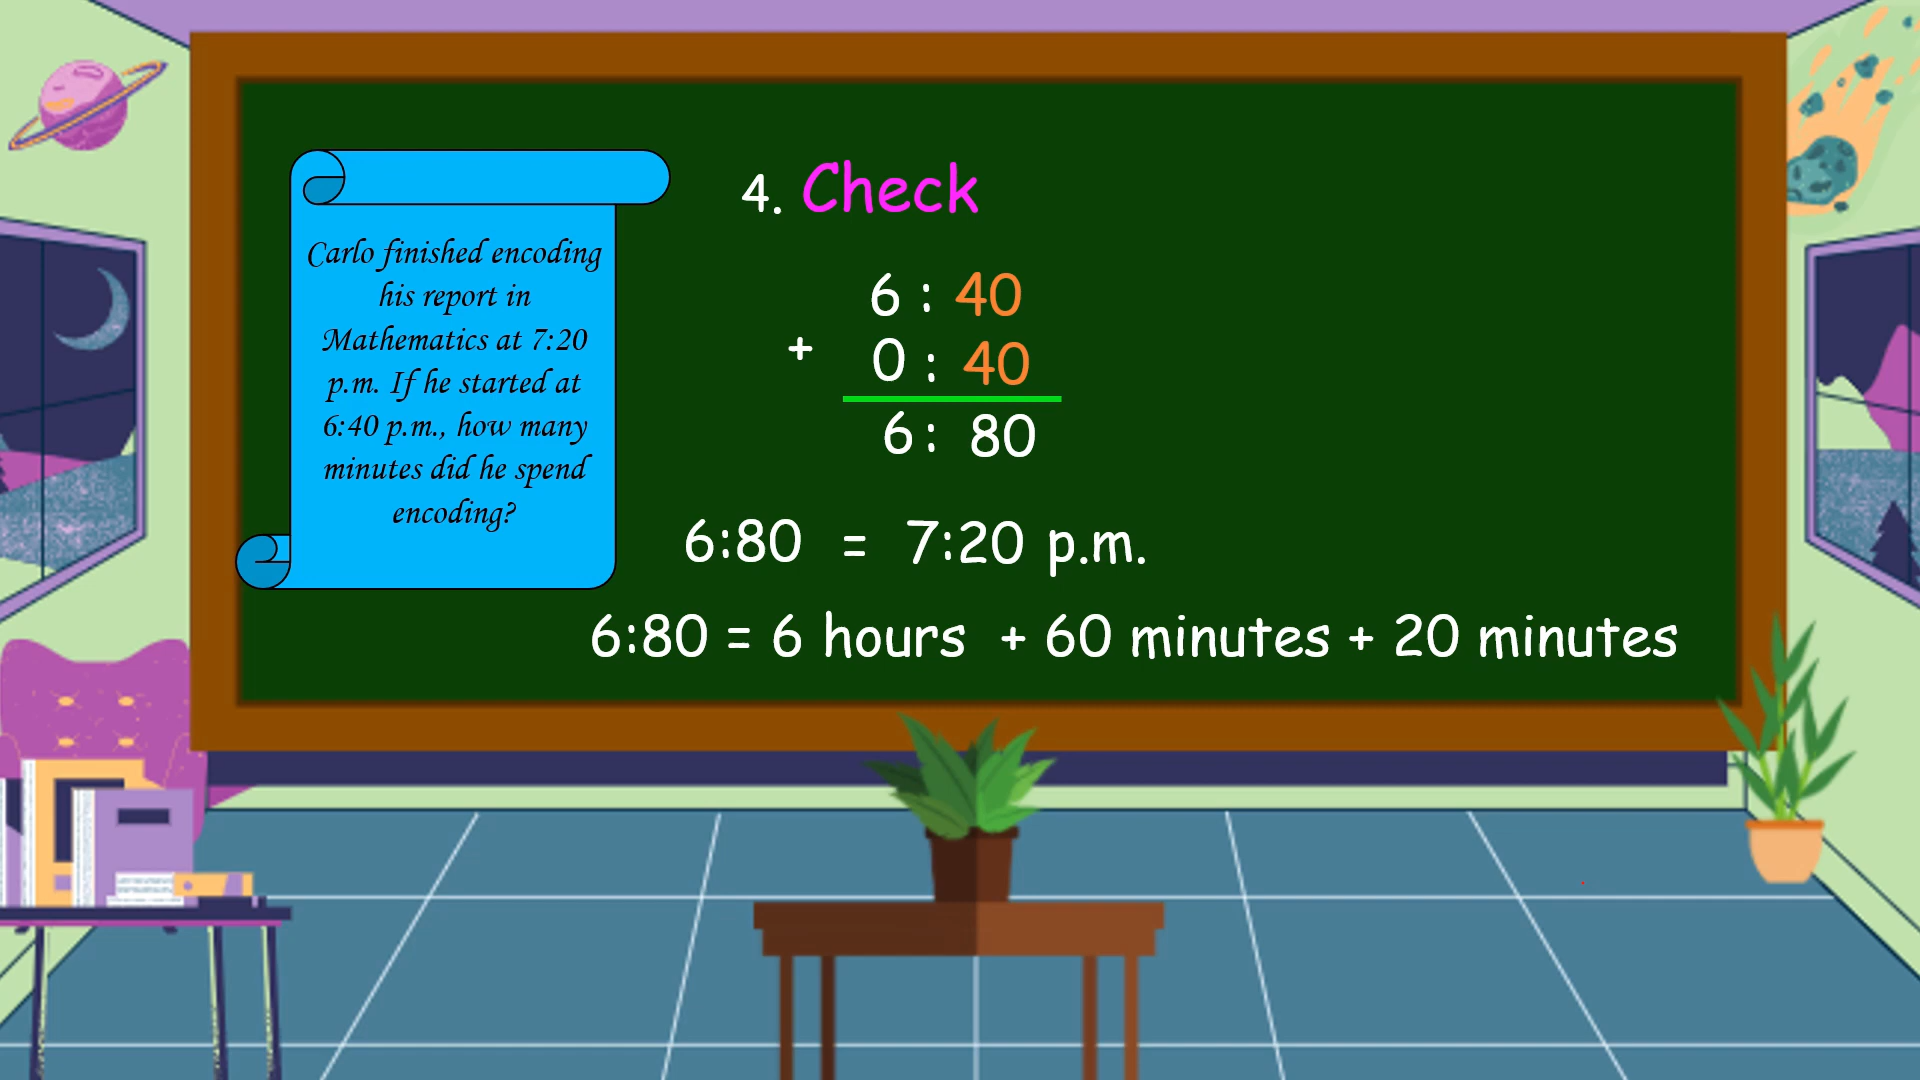 Carlo finished encoding
his report in
Mathematics at 7:20
p.m. If he started at
6:40 p.m., how many
minutes did he spend
encoding?
4. Check
6 : 40
+ 0 : 40
6 : 80
6:80 = 7:20 p.m.
6:80 = 6 hours + 60 minutes + 20 minutes